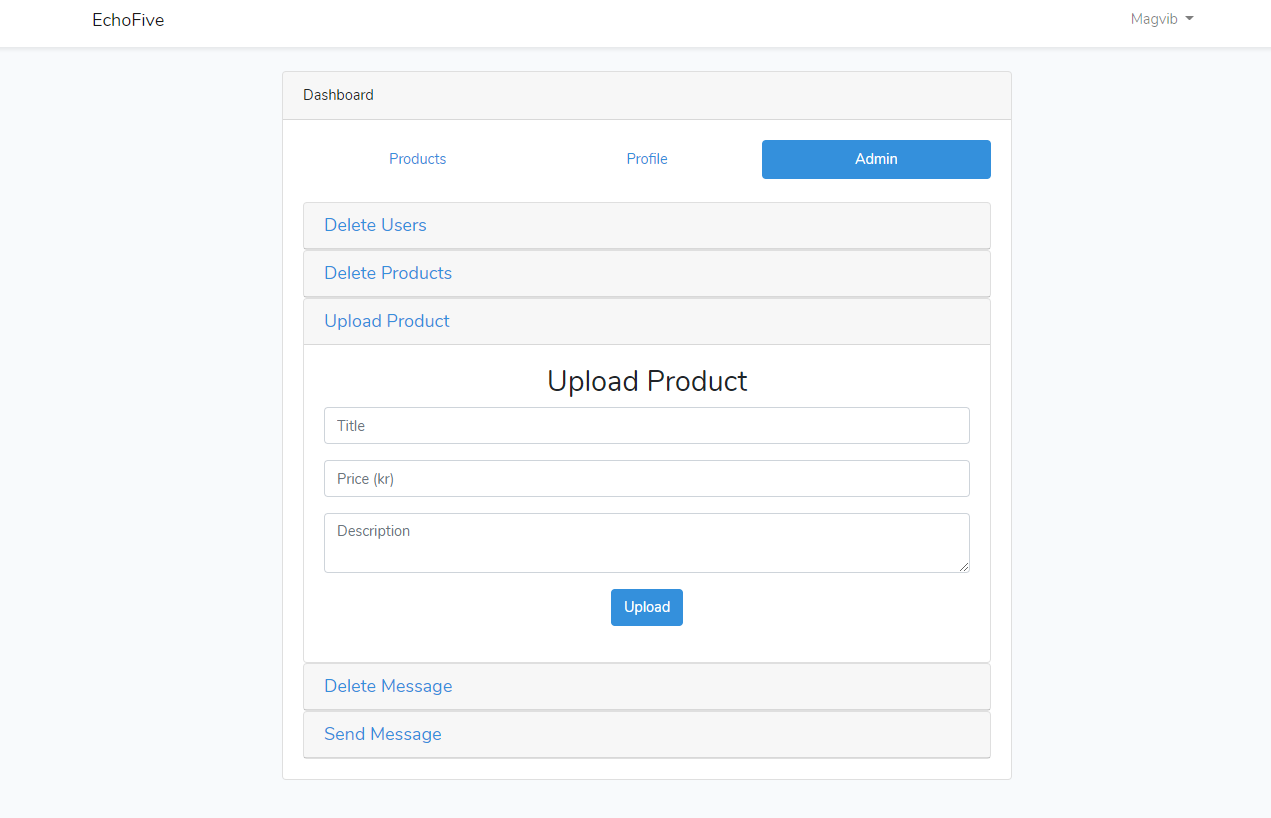 EchoFive
Magvib
Dashboard
Products
Profile
Admin
Delete Users
Delete Products
Upload Product
Upload Product
Title
Price (kr)
Description
Upload
Delete Message
Send Message